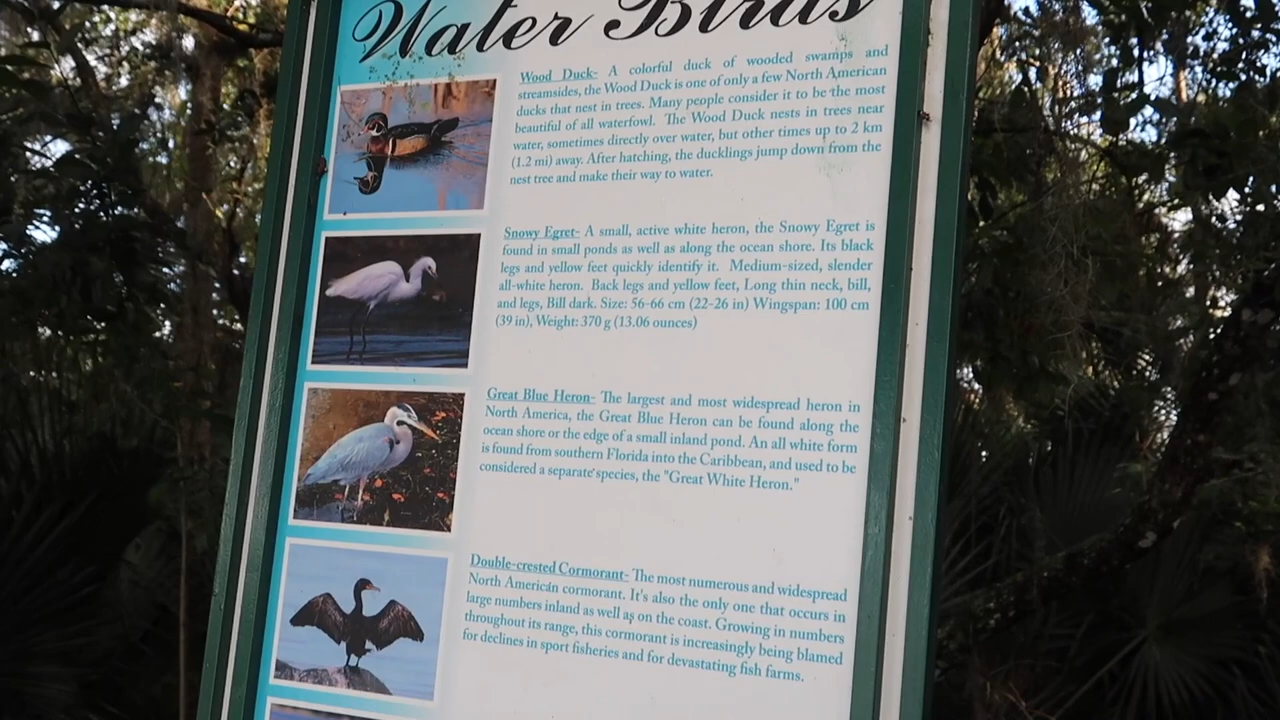 Water Birds
Wood Duck- A colorful duck of wooded swamps and
streamsides, the Wood Duck is one of only a few North American
ducks that nest in trees. Many people consider it to be the most
beautiful of all waterfowl. The Wood Duck nests in trees near
water, sometimes directly over water, but other times up to 2 km
(1.2 mi) away. After hatching, the ducklings jump down from the
nest tree and make their way to water.
Snowy Egret- A small, active white heron, the Snowy Egret is
found in small ponds as well as along the ocean shore. Its black
legs and yellow feet quickly identify it. Medium-sized, slender
all-white heron. Back legs and yellow feet, Long thin neck, bill,
and legs, Bill dark. Size: 56-66 cm (22-26 in) Wingspan: 100 cm
(39 in), Weight: 370 g (13.06 ounces)
Great Blue Heron- The largest and most widespread heron in
North America, the Great Blue Heron can be found along the
ocean shore or the edge of a small inland pond. An all white form
is found from southern Florida into the Caribbean, and used to be
considered a separate species, the "Great White Heron."
Double-crested Cormorant- The most numerous and widespread
North American cormorant. It's also the only one that occurs in
large numbers inland as well as on the coast. Growing in numbers
throughout its range, this cormorant is increasingly being blamed
for declines in sport fisheries and for devastating fish farms.